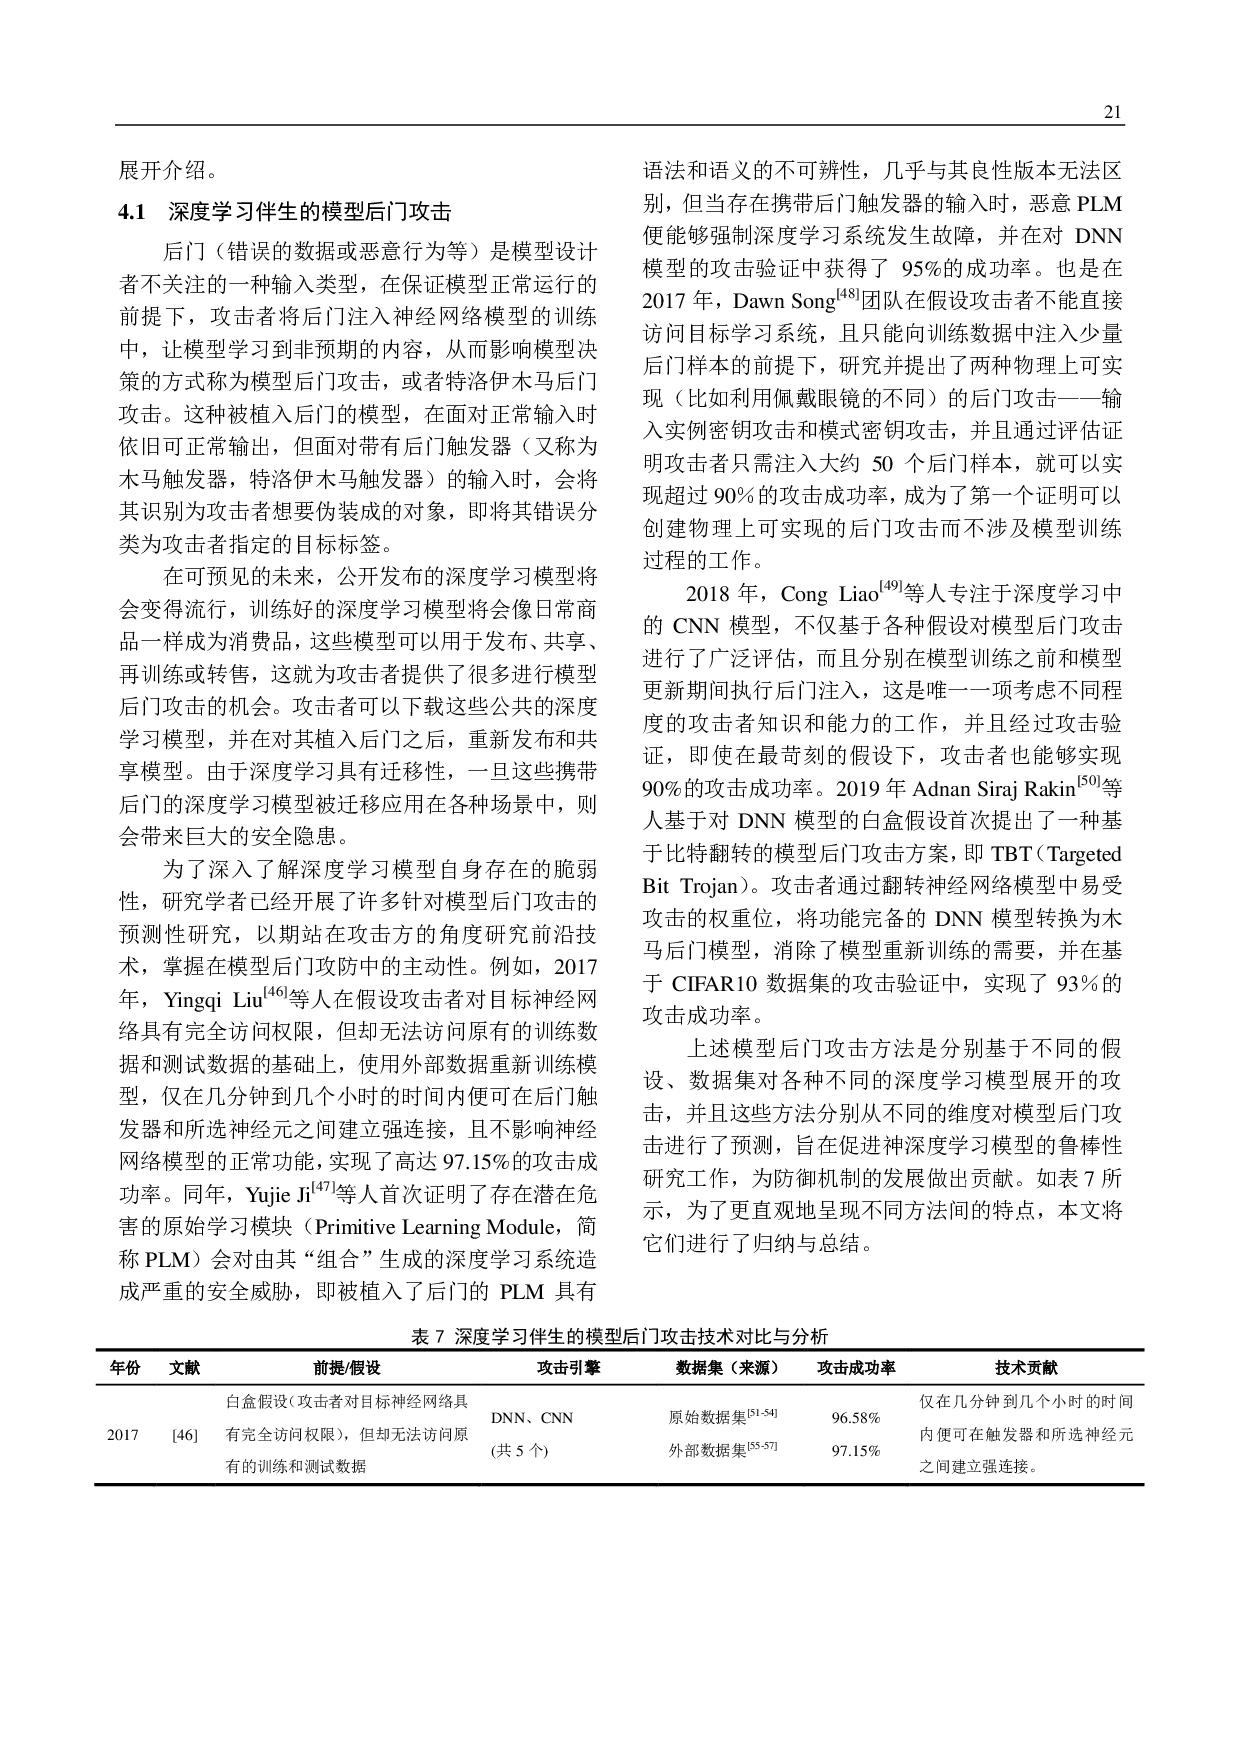 21
展开介绍。
4.1 深度学习伴生的模型后门攻击
后门（错误的数据或恶意行为等）是模型设计
者不关注的一种输入类型，在保证模型正常运行的
前提下，攻击者将后门注入神经网络模型的训练
中，让模型学习到非预期的内容，从而影响模型决
策的方式称为模型后门攻击，或者特洛伊木马后门
攻击。这种被植入后门的模型，在面对正常输入时
依旧可正常输出，但面对带有后门触发器（又称为
木马触发器，特洛伊木马触发器）的输入时，会将
其识别为攻击者想要伪装成的对象，即将其错误分
类为攻击者指定的目标标签。
在可预见的未来，公开发布的深度学习模型将
会变得流行，训练好的深度学习模型将会像日常商
品一样成为消费品，这些模型可以用于发布、共享、
再训练或转售，这就为攻击者提供了很多进行模型
后门攻击的机会。攻击者可以下载这些公共的深度
学习模型，并在对其植入后门之后，重新发布和共
享模型。由于深度学习具有迁移性，一旦这些携带
后门的深度学习模型被迁移应用在各种场景中，则
会带来巨大的安全隐患。
为了深入了解深度学习模型自身存在的脆弱
性，研究学者已经开展了许多针对模型后门攻击的
预测性研究，以期站在攻击方的角度研究前沿技
术，掌握在模型后门攻防中的主动性。例如，2017
年，Yingqi Liu[46]等人在假设攻击者对目标神经网
络具有完全访问权限，但却无法访问原有的训练数
据和测试数据的基础上，使用外部数据重新训练模
型，仅在几分钟到几个小时的时间内便可在后门触
发器和所选神经元之间建立强连接，且不影响神经
网络模型的正常功能，实现了高达 97.15%的攻击成
功率。同年，Yujie Ji[47]等人首次证明了存在潜在危
害的原始学习模块（Primitive Learning Module，简
称 PLM）会对由其“组合”生成的深度学习系统造
成严重的安全威胁，即被植入了后门的 PLM 具有
语法和语义的不可辨性，几乎与其良性版本无法区
别，但当存在携带后门触发器的输入时，恶意 PLM
便能够强制深度学习系统发生故障，并在对 DNN
模型的攻击验证中获得了 95%的成功率。也是在
2017 年，Dawn Song[48]团队在假设攻击者不能直接
访问目标学习系统，且只能向训练数据中注入少量
后门样本的前提下，研究并提出了两种物理上可实
现（比如利用佩戴眼镜的不同）的后门攻击——输
入实例密钥攻击和模式密钥攻击，并且通过评估证
明攻击者只需注入大约 50 个后门样本，就可以实
现超过 90％的攻击成功率，成为了第一个证明可以
创建物理上可实现的后门攻击而不涉及模型训练
过程的工作。
2018 年，Cong Liao[49]等人专注于深度学习中
的 CNN 模型，不仅基于各种假设对模型后门攻击
进行了广泛评估，而且分别在模型训练之前和模型
更新期间执行后门注入，这是唯一一项考虑不同程
度的攻击者知识和能力的工作，并且经过攻击验
证，即使在最苛刻的假设下，攻击者也能够实现
90%的攻击成功率。2019 年 Adnan Siraj Rakin[50]等
人基于对 DNN 模型的白盒假设首次提出了一种基
于比特翻转的模型后门攻击方案，即 TBT（Targeted
Bit Trojan）。攻击者通过翻转神经网络模型中易受
攻击的权重位，将功能完备的 DNN 模型转换为木
马后门模型，消除了模型重新训练的需要，并在基
于 CIFAR10 数据集的攻击验证中，实现了 93％的
攻击成功率。
上述模型后门攻击方法是分别基于不同的假
设、数据集对各种不同的深度学习模型展开的攻
击，并且这些方法分别从不同的维度对模型后门攻
击进行了预测，旨在促进神深度学习模型的鲁棒性
研究工作，为防御机制的发展做出贡献。如表 7 所
示，为了更直观地呈现不同方法间的特点，本文将
它们进行了归纳与总结。
表 7 深度学习伴生的模型后门攻击技术对比与分析
年份 文献 前提/假设 攻击引擎 数据集（来源） 攻击成功率 技术贡献
白盒假设（攻击者对目标神经网络具
2017 [46] 有完全访问权限），但却无法访问原
有的训练和测试数据
DNN、CNN
(共 5 个)
原始数据集[51-54] 96.58%
外部数据集[55-57] 97.15%
仅在几分钟到几个小时的时间
内便可在触发器和所选神经元
之间建立强连接。